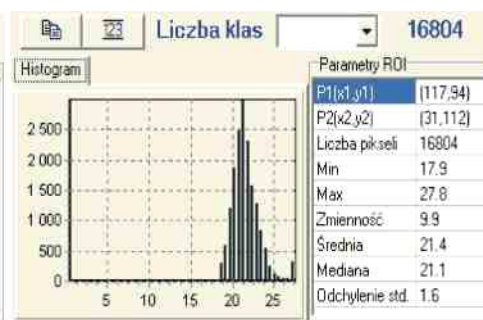 Liczba klas 16804
Histogram
Parametry ROI
P1(x1,y1) (117,94)
P2(x2,y2) (31,112)
Liczba pikseli 16804
Min 17.9
Max 27.8
Zmienność 9.9
Średnia 21.4
Mediana 21.1
Odchylenie std. 1.6
2 500
2 000
1 500
1 000
500
0
5 10 15 20 25